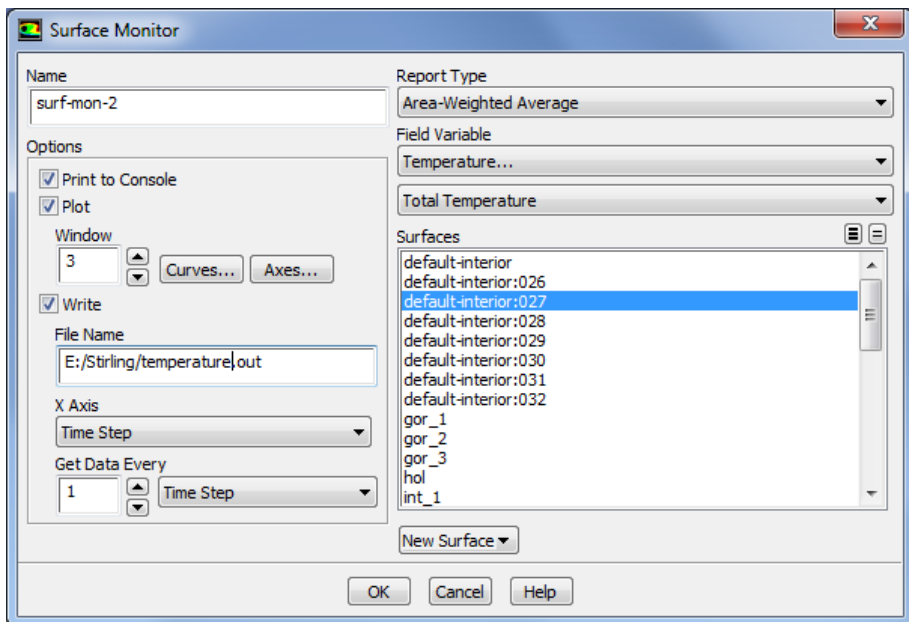 Surface Monitor
Name
surf-mon-2
Options
Print to Console
Plot
Window
3
Curves...
Axes...
Write
File Name
E:/Stirling/temperature.out
X Axis
Time Step
Get Data Every
1
Time Step
Report Type
Area-Weighted Average
Field Variable
Temperature...
Total Temperature
Surfaces
default-interior
default-interior:026
default-interior:027
default-interior:028
default-interior:029
default-interior:030
default-interior:031
default-interior:032
gor_1
gor_2
gor_3
hol
int_1
New Surface
OK
Cancel
Help